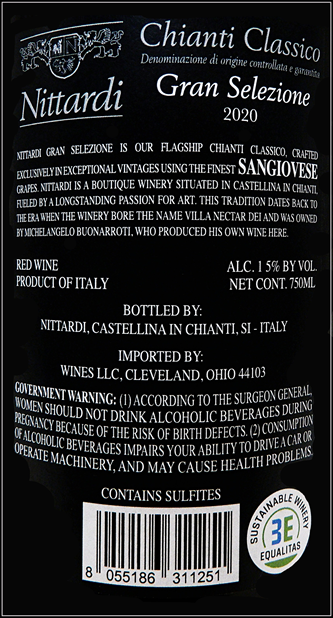 Nittardi
Chianti Classico
Denominazione di origine controllata e garantita
Gran Selezione
2020
NITTARDI GRAN SELEZIONE IS OUR FLAGSHIP CHIANTI CLASSICO, CRAFTED
EXCLUSIVELY IN EXCEPTIONAL VINTAGES USING THE FINEST SANGIOVESE
GRAPES. NITTARDI IS A BOUTIQUE WINERY SITUATED IN CASTELLINA IN CHIANTI,
FUELED BY A LONGSTANDING PASSION FOR ART. THIS TRADITION DATES BACK TO
THE ERA WHEN THE WINERY BORE THE NAME VILLA NECTAR DEI AND WAS OWNED
BY MICHELANGELO BUONARROTI, WHO PRODUCED HIS OWN WINE HERE.
RED WINE
PRODUCT OF ITALY
ALC. 15% BY VOL.
NET CONT. 750ML
BOTTLED BY:
NITTARDI, CASTELLINA IN CHIANTI, SI - ITALY
IMPORTED BY:
WINES LLC, CLEVELAND, OHIO 44103
GOVERNMENT WARNING: (1) ACCORDING TO THE SURGEON GENERAL,
WOMEN SHOULD NOT DRINK ALCOHOLIC BEVERAGES DURING
PREGNANCY BECAUSE OF THE RISK OF BIRTH DEFECTS. (2) CONSUMPTION
OF ALCOHOLIC BEVERAGES IMPAIRS YOUR ABILITY TO DRIVE A CAR OR
OPERATE MACHINERY, AND MAY CAUSE HEALTH PROBLEMS.
CONTAINS SULFITES
8 055186 311251
SUSTAINABLE WINERY
3E
EQUALITAS